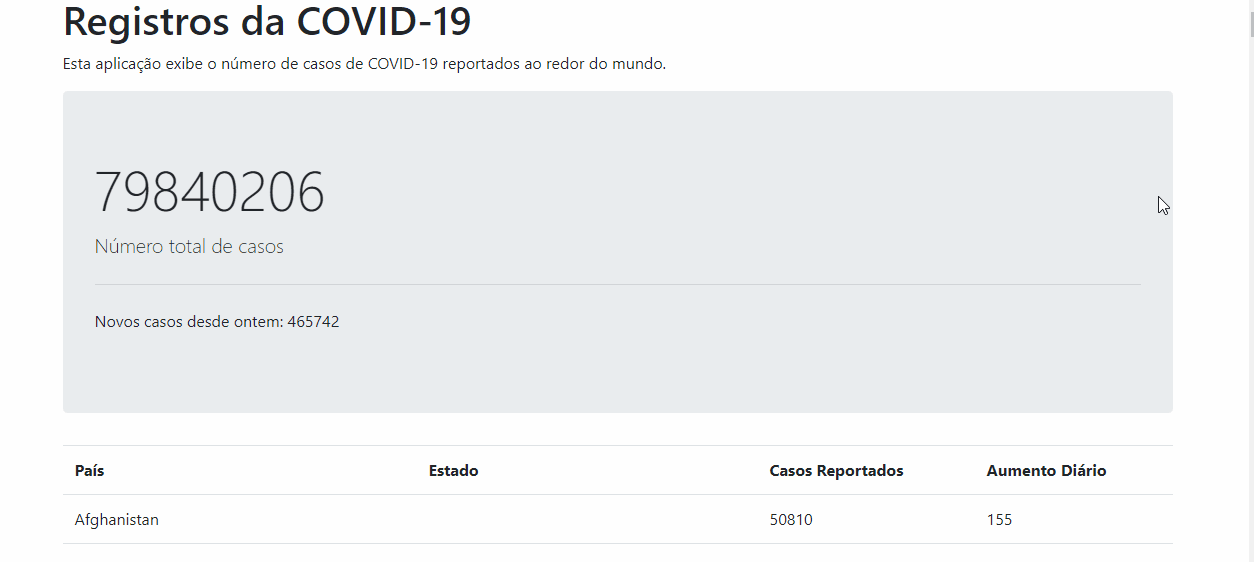 Registros da COVID-19
Esta aplicação exibe o número de casos de COVID-19 reportados ao redor do mundo.
79840206
Número total de casos
Novos casos desde ontem: 465742
País Estado Casos Reportados Aumento Diário
Afghanistan 50810 155